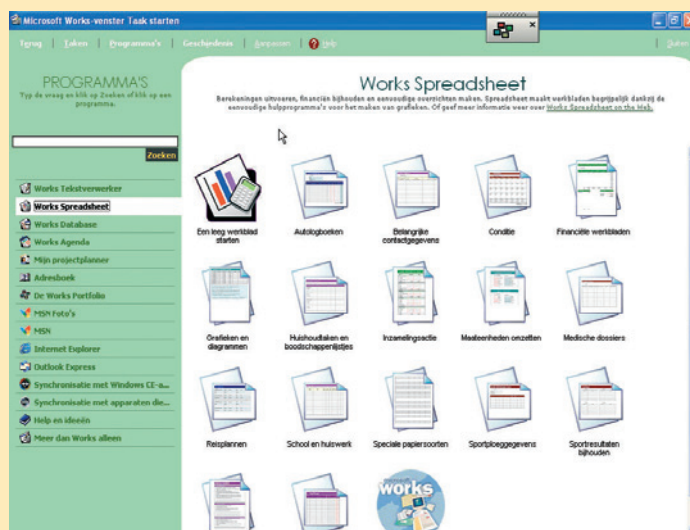 Microsoft Works-venster Taak starten
Terug | Taken | Programma's | Geschiedenis | Aanpassen | Help | Sluiten
PROGRAMMA'S
Typ de vraag en klik op Zoeken of klik op een
programma.
Zoeken
Works Tekstverwerker
Works Spreadsheet
Works Database
Works Agenda
Mijn projectplanner
Adresboek
De Works Portfolio
MSN Foto's
MSN
Internet Explorer
Outlook Express
Synchronisatie met Windows CE-a...
Synchronisatie met apparaten die...
Help en ideeën
Meer dan Works alleen
Works Spreadsheet
Berekeningen uitvoeren, financiën bijhouden en eenvoudige overzichten maken. Spreadsheet maakt werkbladen begrijpelijk dankzij de
eenvoudige hulpprogramma's voor het maken van grafieken. Of geef meer informatie weer over Works Spreadsheet on the Web.
Een leeg werkblad
starten
Autologboeken
Belangrijke
contactgegevens
Conditie
Financiële werkbladen
Grafieken en
diagrammen
Huishoudtaken en
boodschappenlijstjes
Inzamelingsactie
Maateenheden omzetten
Medische dossiers
Reisplannen
School en huiswerk
Speciale papiersoorten
Sportploeggegevens
Sportresultaten
bijhouden
Microsoft
works